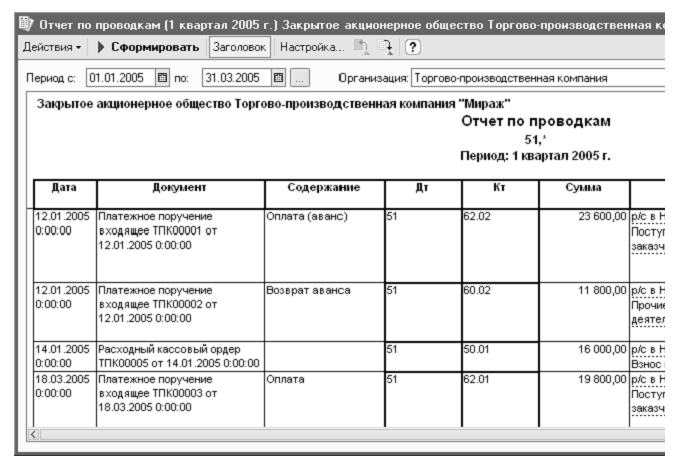 Отчет по проводкам (1 квартал 2005 г.) Закрытое акционерное общество Торгово-производственная
Действия Сформировать Заголовок Настройка... ?
Период с: 01.01.2005 по: 31.03.2005 ... Организация: Торгово-производственная компания
Закрытое акционерное общество Торгово-производственная компания "Мираж"
Отчет по проводкам
51,*
Период: 1 квартал 2005 г.
Дата Документ Содержание Дт Кт Сумма
12.01.2005 Платежное поручение Оплата (аванс) 51 62.02 23 600,00 р/с в Н
0:00:00 входящее ТПК00001 от Поступ
12.01.2005 0:00:00 заказч
12.01.2005 Платежное поручение Возврат аванса 51 60.02 11 800,00 р/с в Н
0:00:00 входящее ТПК00002 от Прочие
12.01.2005 0:00:00 деятел
14.01.2005 Расходный кассовый ордер 51 50.01 16 000,00 р/с в Н
0:00:00 ТПК00005 от 14.01.2005 0:00:00 Взнос
18.03.2005 Платежное поручение Оплата 51 62.01 19 800,00 р/с в Н
0:00:00 входящее ТПК00003 от Поступ
18.03.2005 0:00:00 заказч